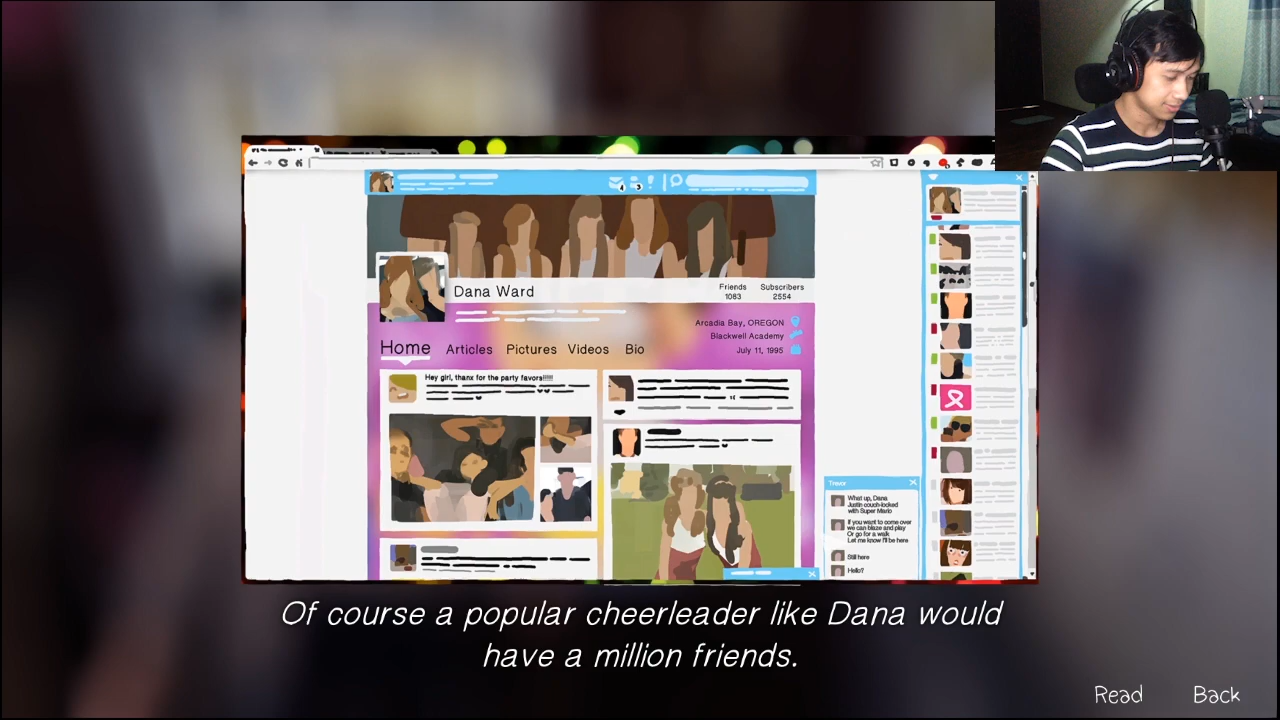 Dana Ward
Friends
1083
Subscribers
2554
Arcadia Bay, OREGON
Blackwell Academy
July 11, 1995
Home
Articles
Pictures
Videos
Bio
Hey girl, thanx for the party favors!!!!!
Trevor
What up, Dana
Justin couch-locked
with Super Mario
If you want to come over
we can blaze and play
Or go for a walk
Let me know I'll be here
Still here
Hello?
Of course a popular cheerleader like Dana would
have a million friends.
Read
Back